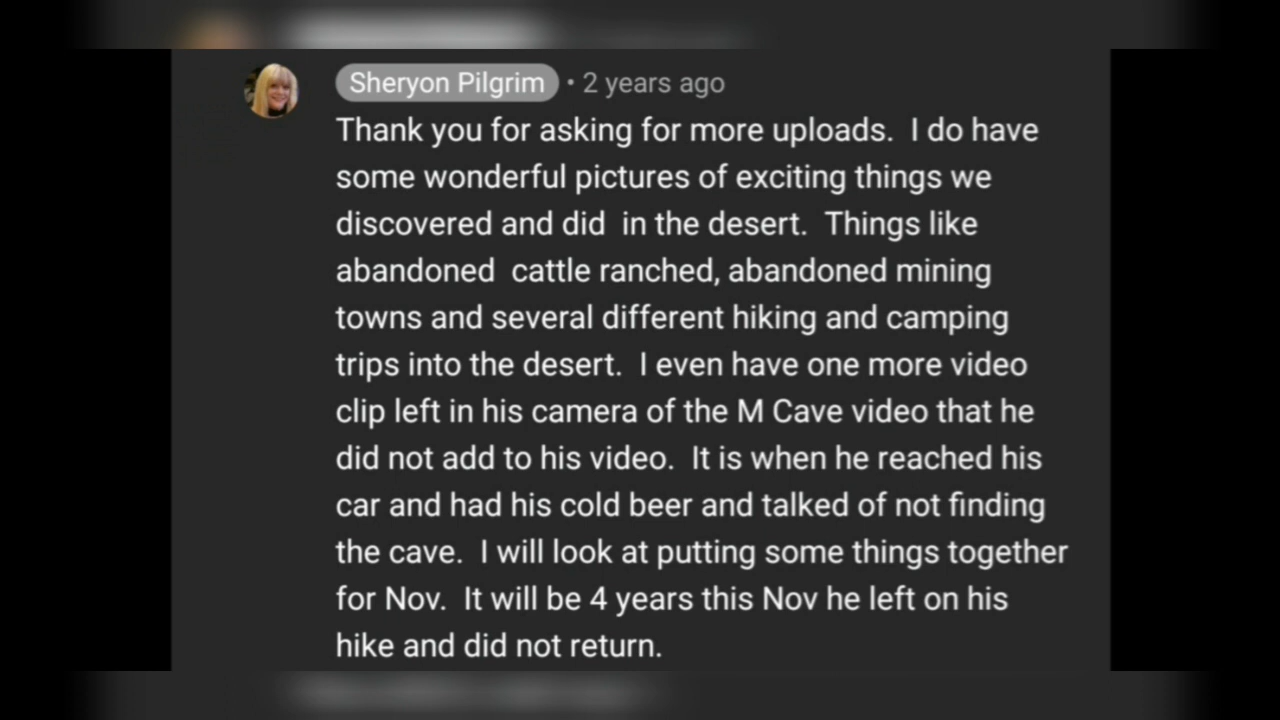 Sheryon Pilgrim • 2 years ago
Thank you for asking for more uploads.  I do have
some wonderful pictures of exciting things we
discovered and did  in the desert.  Things like
abandoned  cattle ranched, abandoned mining
towns and several different hiking and camping
trips into the desert.  I even have one more video
clip left in his camera of the M Cave video that he
did not add to his video.  It is when he reached his
car and had his cold beer and talked of not finding
the cave.  I will look at putting some things together
for Nov.  It will be 4 years this Nov he left on his
hike and did not return.